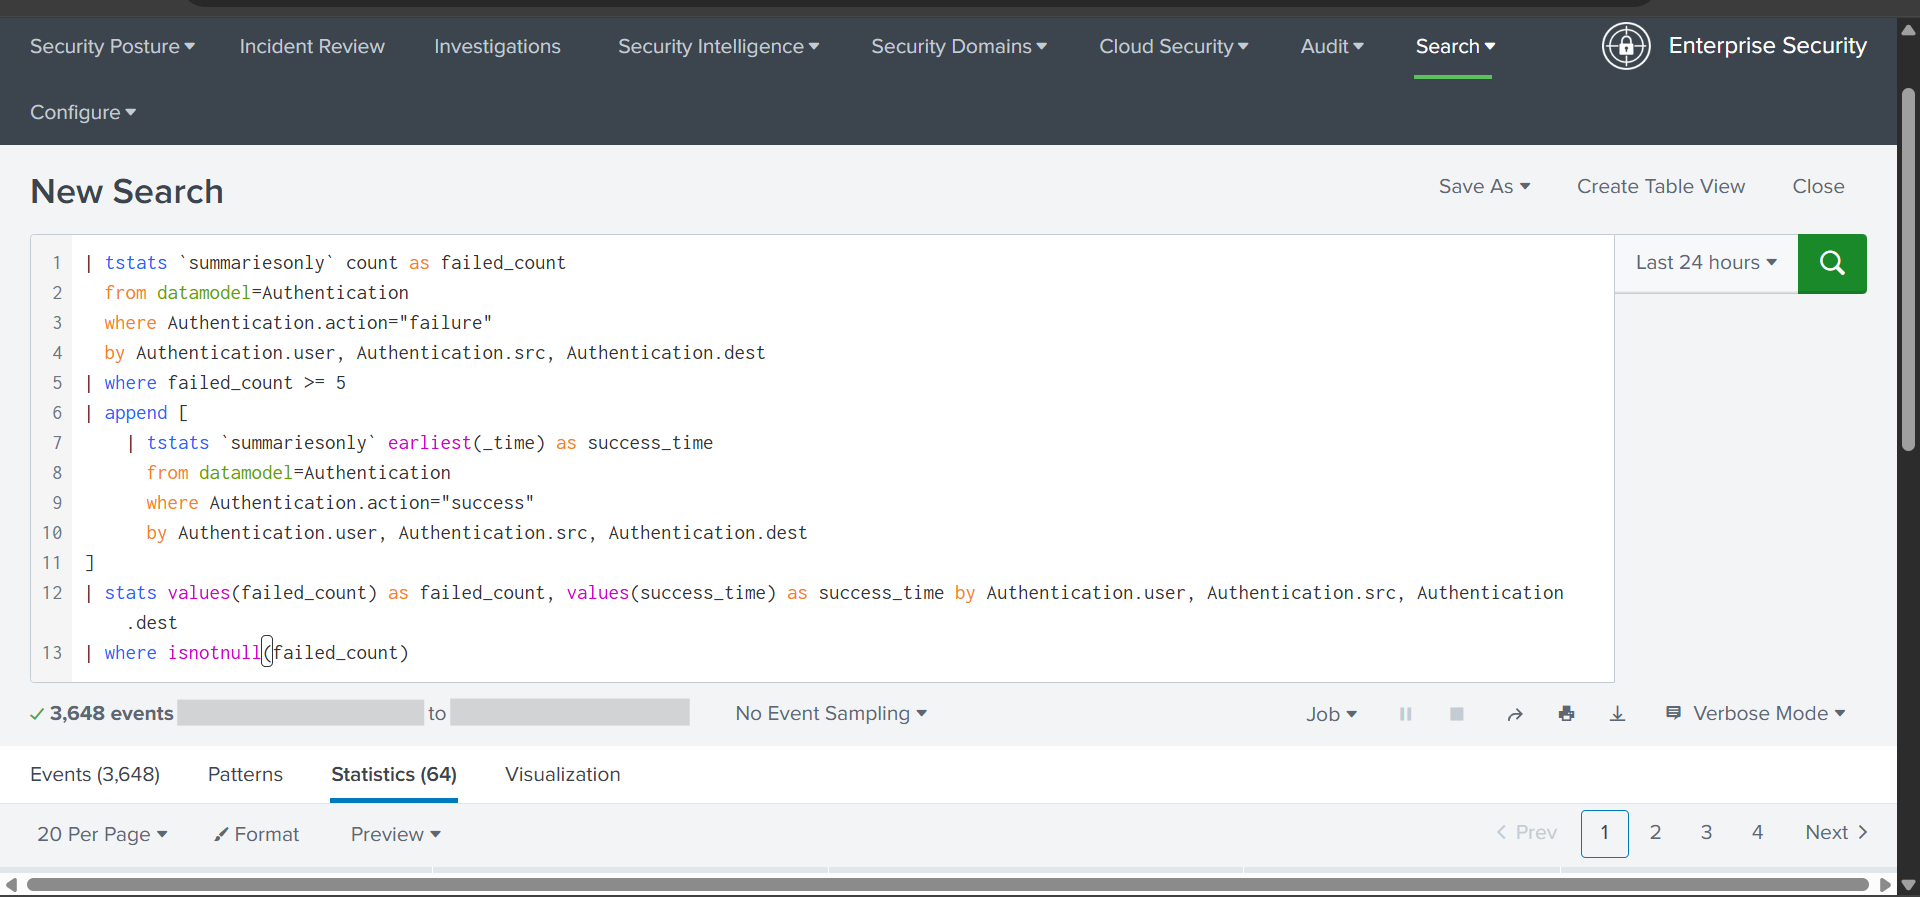 Security Posture Incident Review Investigations Security Intelligence Security Domains Cloud Security Audit Search Enterprise Security
Configure
New Search
Save As Create Table View Close
1 | tstats `summariesonly` count as failed_count
Last 24 hours
2 from datamodel=Authentication
3 where Authentication.action="failure"
4 by Authentication.user, Authentication.src, Authentication.dest
5 | where failed_count >= 5
6 | append [
7 | tstats `summariesonly` earliest(_time) as success_time
8 from datamodel=Authentication
9 where Authentication.action="success"
10 by Authentication.user, Authentication.src, Authentication.dest
11 ]
12 | stats values(failed_count) as failed_count, values(success_time) as success_time by Authentication.user, Authentication.src, Authentication
.dest
13 | where isnotnull(failed_count)
3,648 events to No Event Sampling Job Verbose Mode
Events (3,648) Patterns Statistics (64) Visualization
20 Per Page Format Preview Prev 1 2 3 4 Next